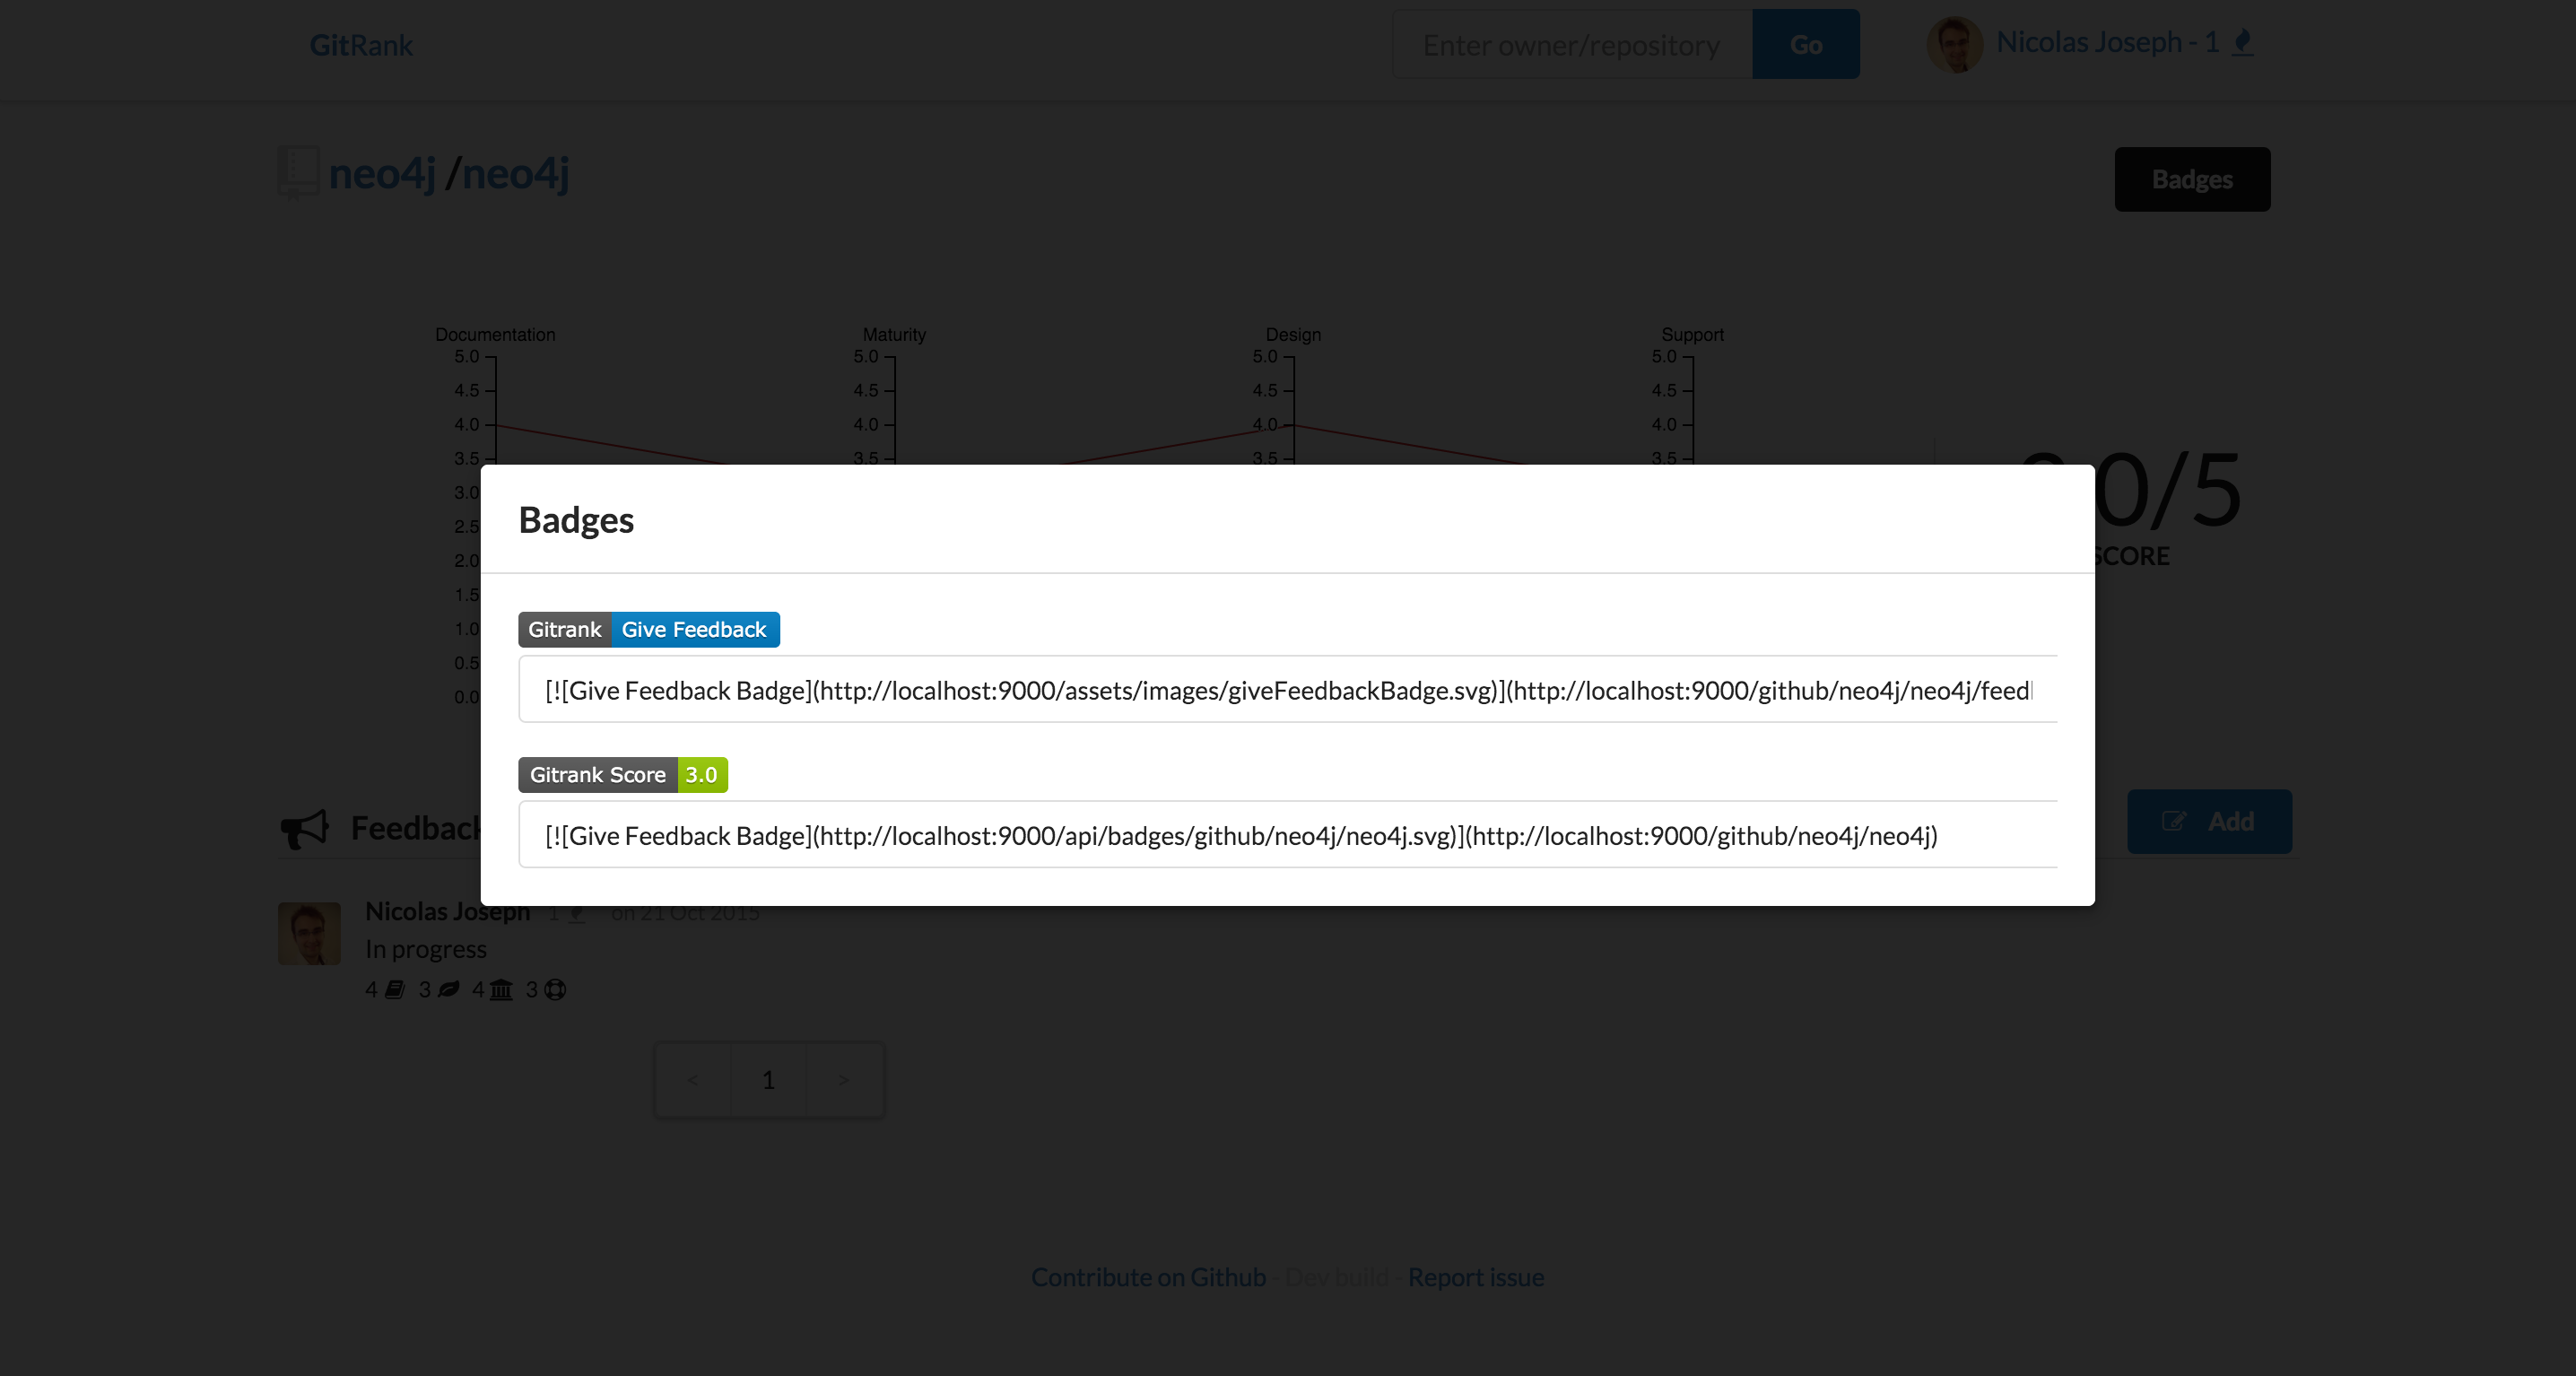 GitRank
Enter owner/repository
Go
Nicolas Joseph - 1
neo4j /neo4j
Badges
Documentation
Maturity
Design
Support
5.0
5.0
5.0
5.0
4.5
4.5
4.5
4.5
4.0
4.0
4.0
4.0
3.5
3.5
3.5
3.5
3.0
2.5
2.0
1.5
1.0
0.5
0.0
0/5
SCORE
Badges
Gitrank Give Feedback
[![Give Feedback Badge](http://localhost:9000/assets/images/giveFeedbackBadge.svg)](http://localhost:9000/github/neo4j/neo4j/feed
Gitrank Score 3.0
[![Give Feedback Badge](http://localhost:9000/api/badges/github/neo4j/neo4j.svg)](http://localhost:9000/github/neo4j/neo4j)
Feedback
Add
Nicolas Joseph 1 on 21 Oct 2015
In progress
4 3 4 3
< 1 >
Contribute on Github - Dev build - Report issue